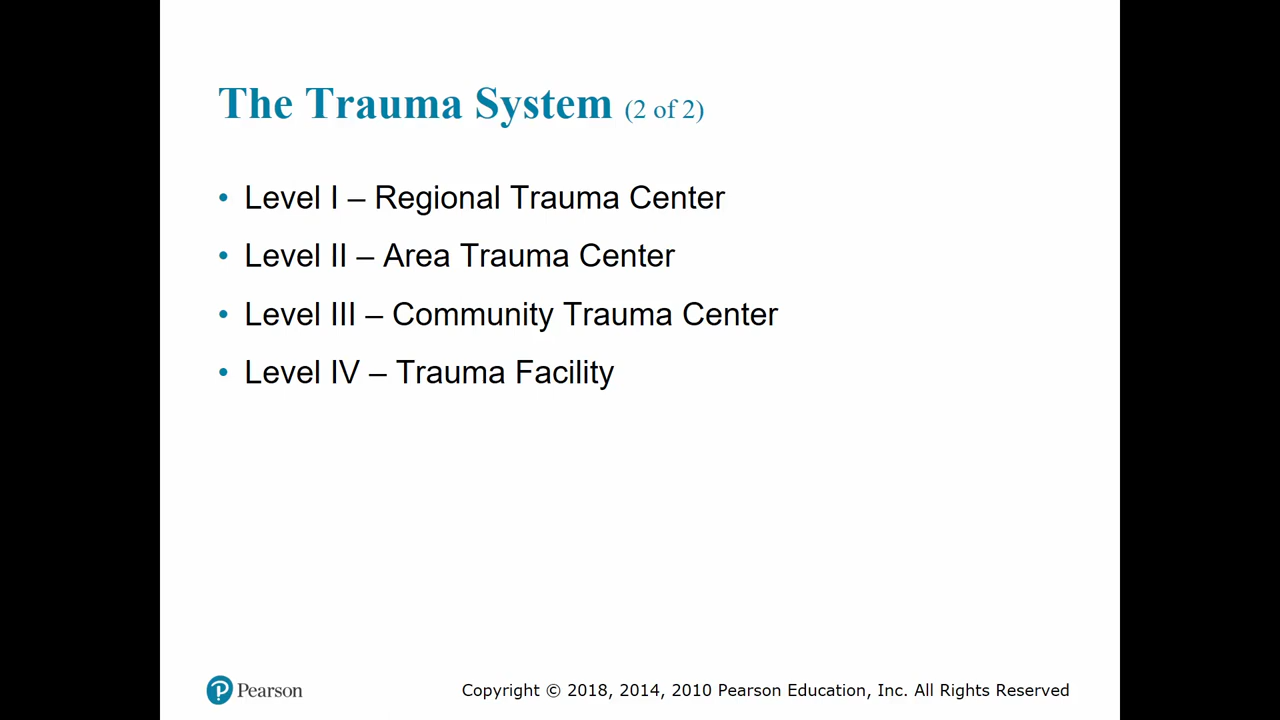 The Trauma System (2 of 2)
• Level I – Regional Trauma Center
• Level II – Area Trauma Center
• Level III – Community Trauma Center
• Level IV – Trauma Facility
Pearson
Copyright © 2018, 2014, 2010 Pearson Education, Inc. All Rights Reserved